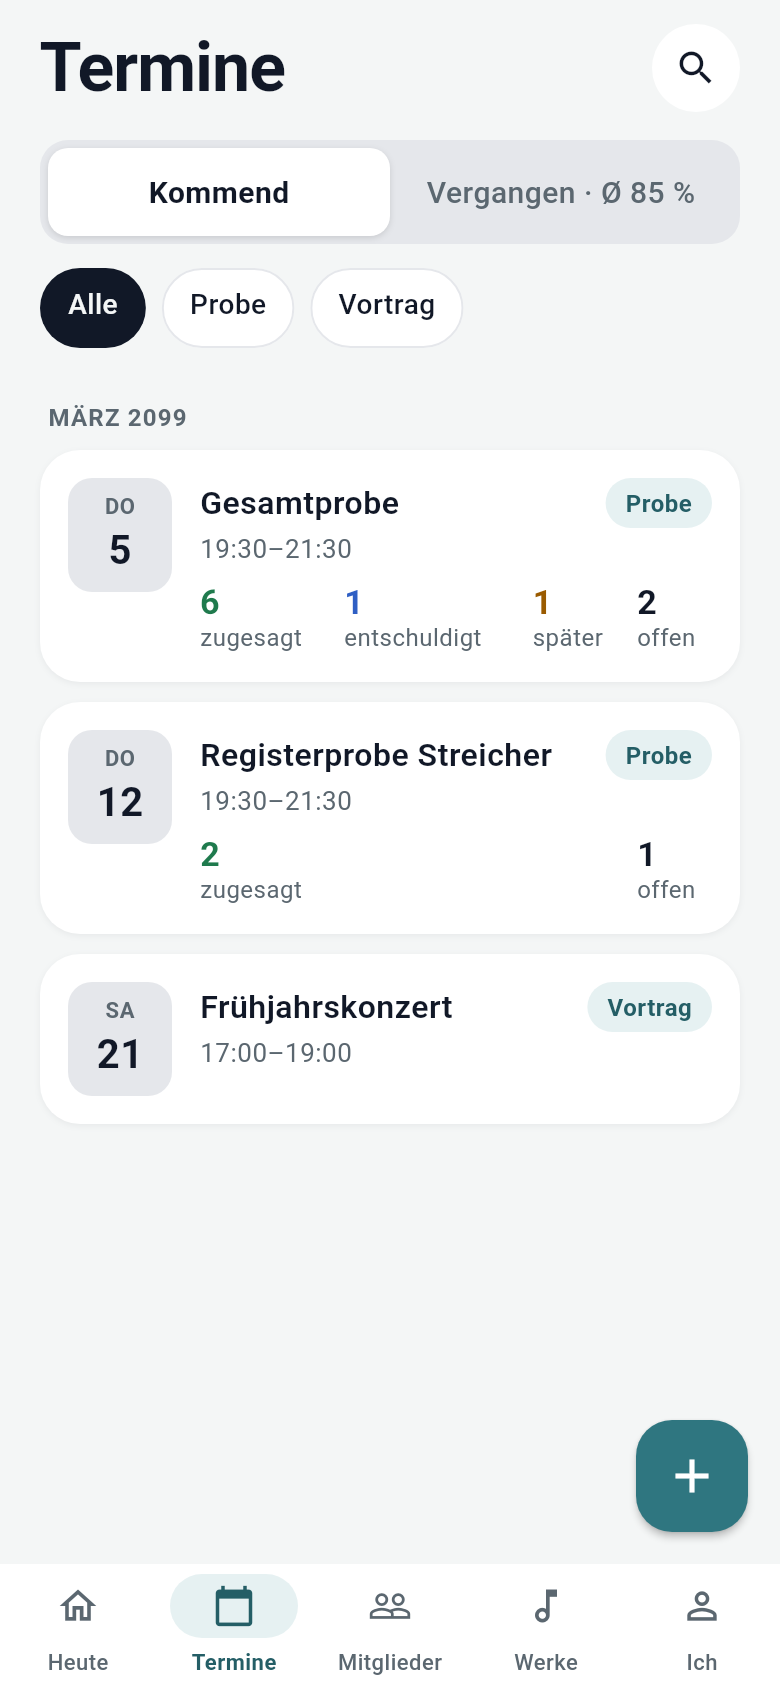 Termine
Kommend
Vergangen · Ø 85 %
Alle
Probe
Vortrag
MÄRZ 2099
DO
5
Gesamtprobe
Probe
19:30–21:30
6 1 1 2
zugesagt entschuldigt später offen
DO
12
Registerprobe Streicher
Probe
19:30–21:30
2 1
zugesagt offen
SA
21
Frühjahrskonzert
Vortrag
17:00–19:00
Heute
Termine
Mitglieder
Werke
Ich